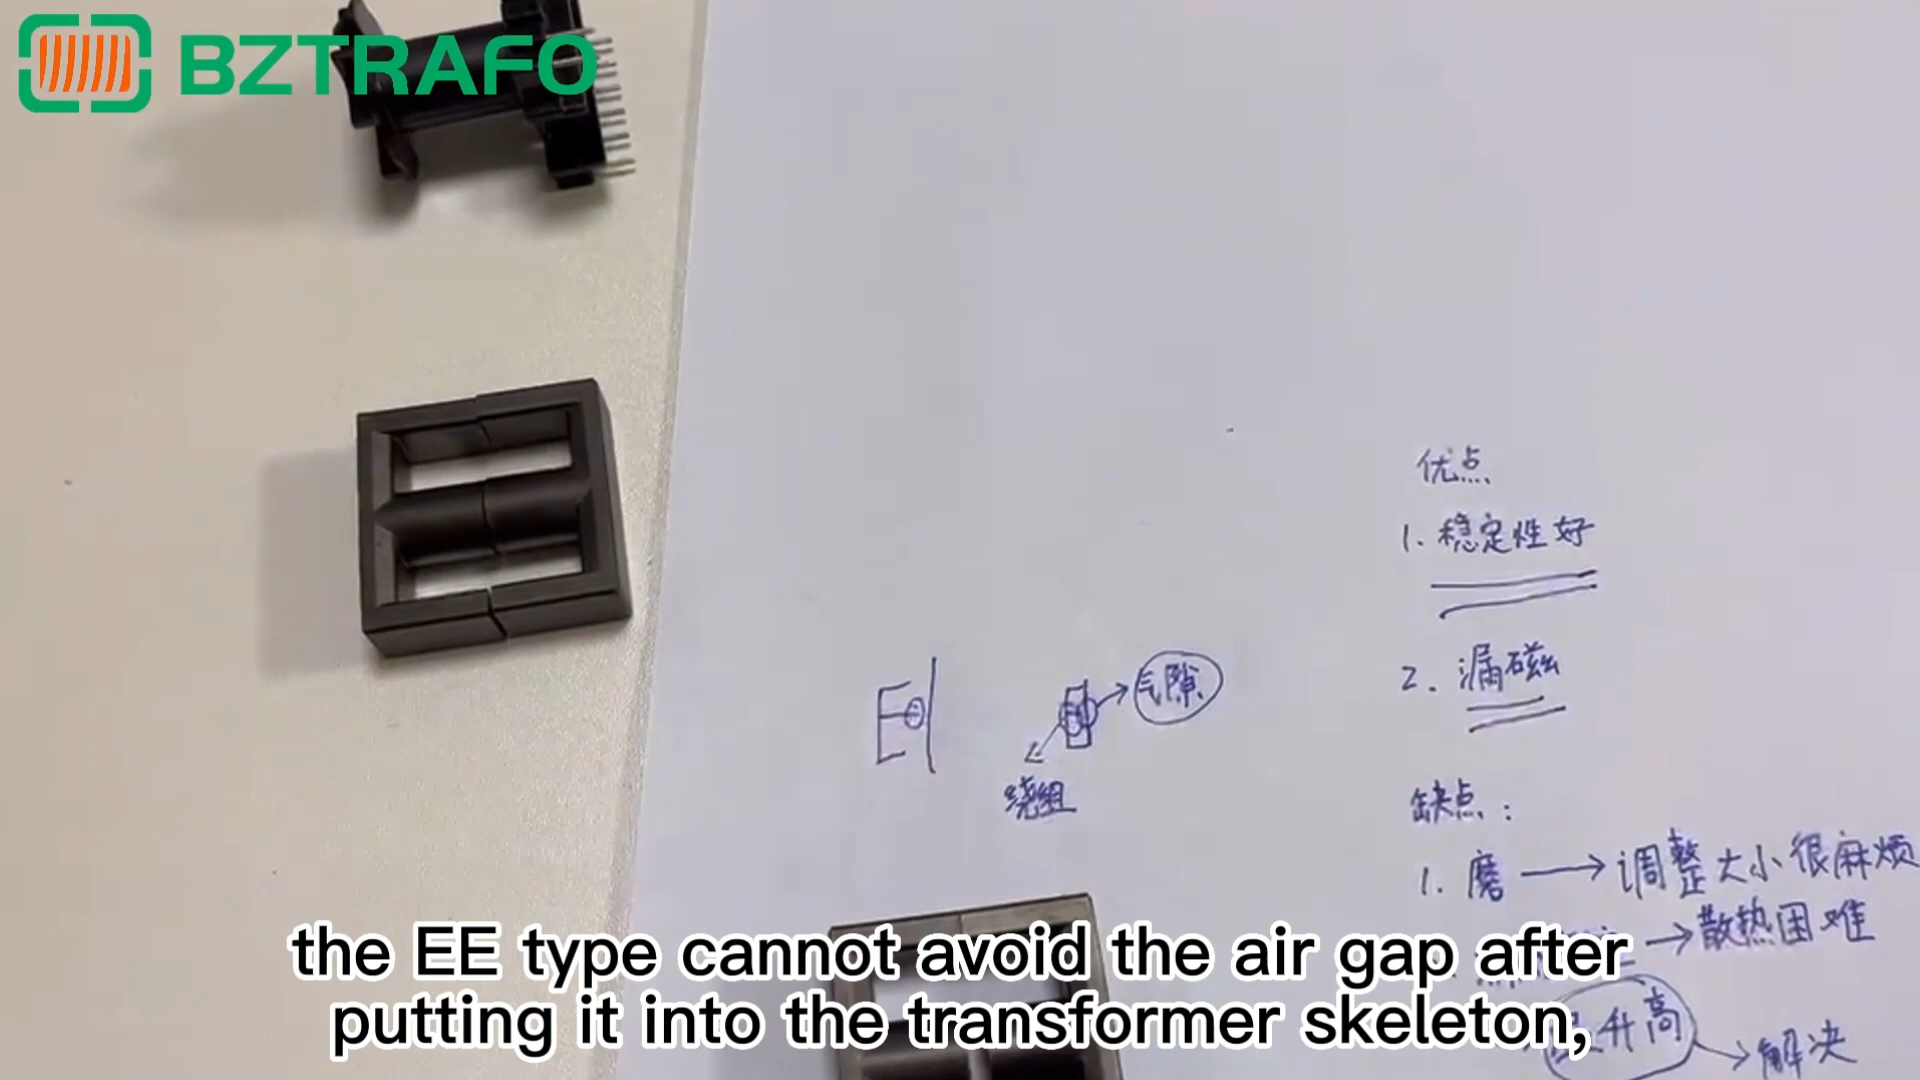 BZTRAFO
优点
1. 稳定性好
2. 漏磁
气隙
绕组
缺点：
1. 磨 → 调整大小很麻烦
→ 散热困难
升高 → 解决
the EE type cannot avoid the air gap after
putting it into the transformer skeleton,